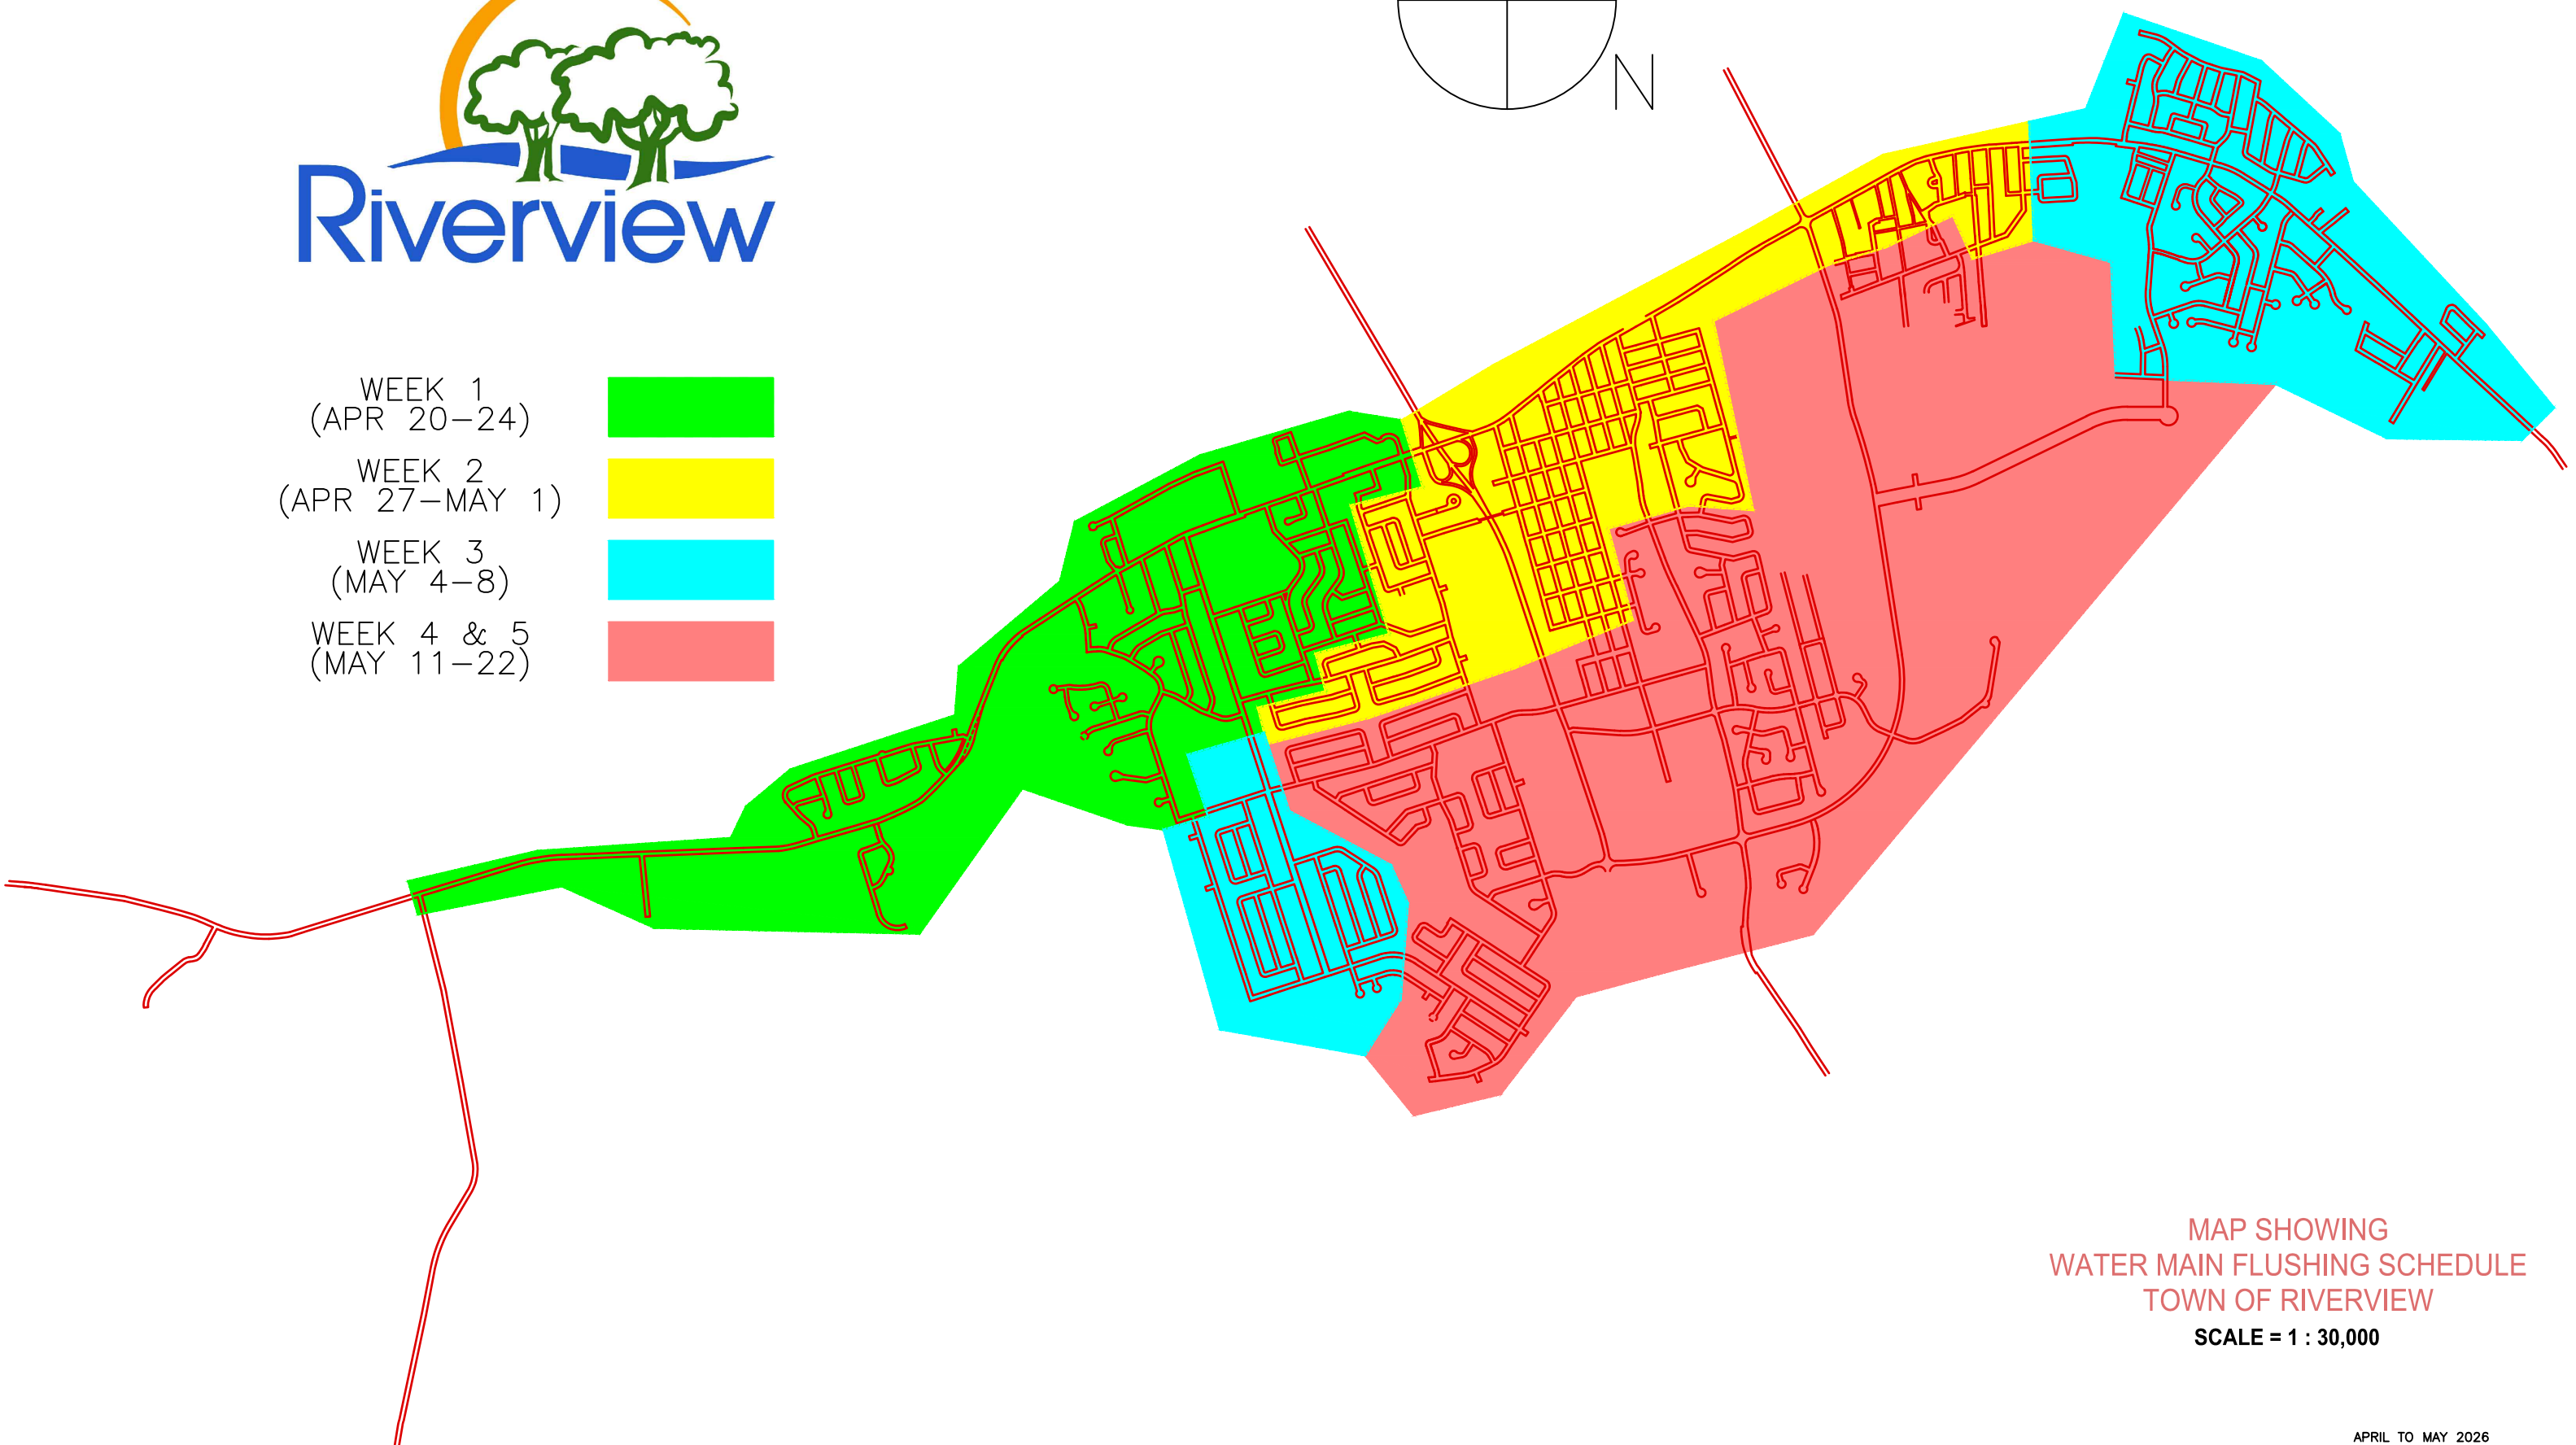 Riverview
N
WEEK 1
(APR 20-24)
WEEK 2
(APR 27-MAY 1)
WEEK 3
(MAY 4-8)
WEEK 4 & 5
(MAY 11-22)
MAP SHOWING
WATER MAIN FLUSHING SCHEDULE
TOWN OF RIVERVIEW
SCALE = 1 : 30,000
APRIL TO MAY 2026